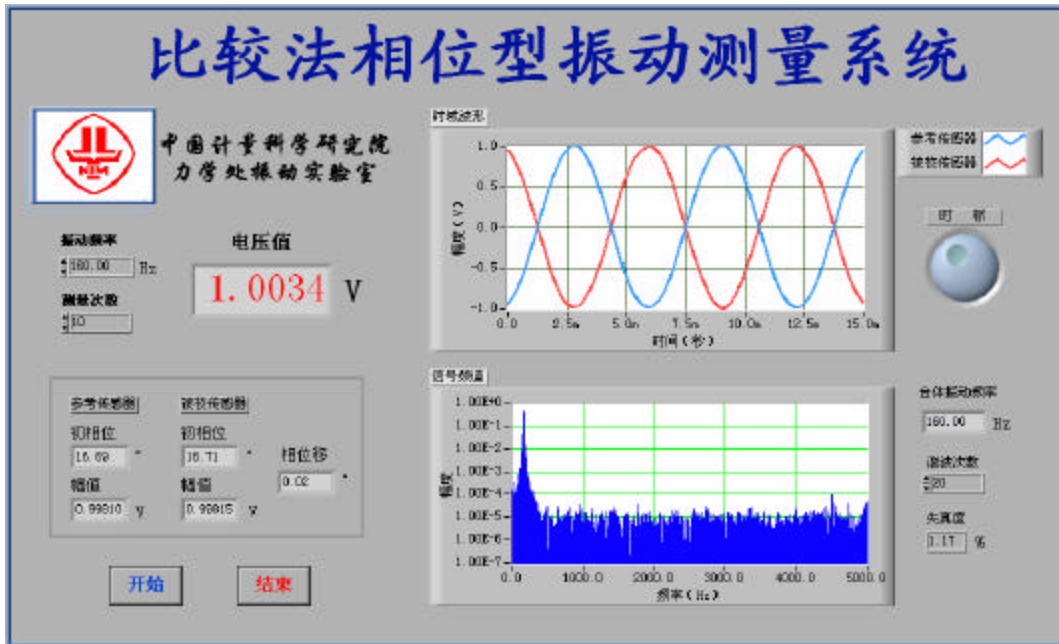 比较法相位型振动测量系统
NIM
中国计量科学研究院
力学处振动实验室
振动频率
160.00 Hz
测量次数
10
电压值
1.0034 V
时域波形
幅度(V)
1.0
0.5
0.0
-0.5
-1.0
0.0 2.5m 5.0m 7.5m 10.0m 12.5m 15.0m
时间(秒)
参考传感器
被校传感器
参考传感器 被校传感器
初相位 初相位 相位移
16.69 ° 16.71 ° 0.02 °
幅值 幅值
0.99810 V 0.99815 V
开始 结束
信号频谱
幅度
1.00E+0
1.00E-1
1.00E-2
1.00E-3
1.00E-4
1.00E-5
1.00E-6
1.00E-7
0.0 1000.0 2000.0 3000.0 4000.0 5000.0
频率(Hz)
台体振动频率
160.00 Hz
谐波次数
20
失真度
1.17 %